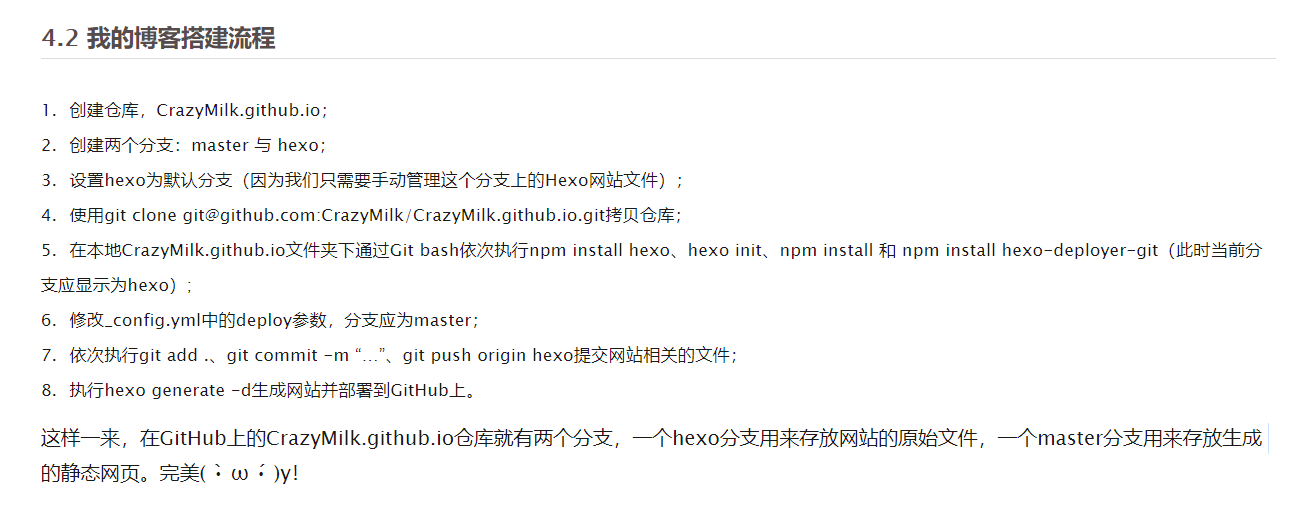 4.2 我的博客搭建流程
1. 创建仓库，CrazyMilk.github.io；
2. 创建两个分支：master 与 hexo；
3. 设置hexo为默认分支（因为我们只需要手动管理这个分支上的Hexo网站文件）；
4. 使用git clone git@github.com:CrazyMilk/CrazyMilk.github.io.git拷贝仓库；
5. 在本地CrazyMilk.github.io文件夹下通过Git bash依次执行npm install hexo、hexo init、npm install 和 npm install hexo-deployer-git（此时当前分
支应显示为hexo）;
6. 修改_config.yml中的deploy参数，分支应为master；
7. 依次执行git add .、git commit -m “…”、git push origin hexo提交网站相关的文件；
8. 执行hexo generate -d生成网站并部署到GitHub上。
这样一来，在GitHub上的CrazyMilk.github.io仓库就有两个分支，一个hexo分支用来存放网站的原始文件，一个master分支用来存放生成
的静态网页。完美( •̀ ω •́ )y！